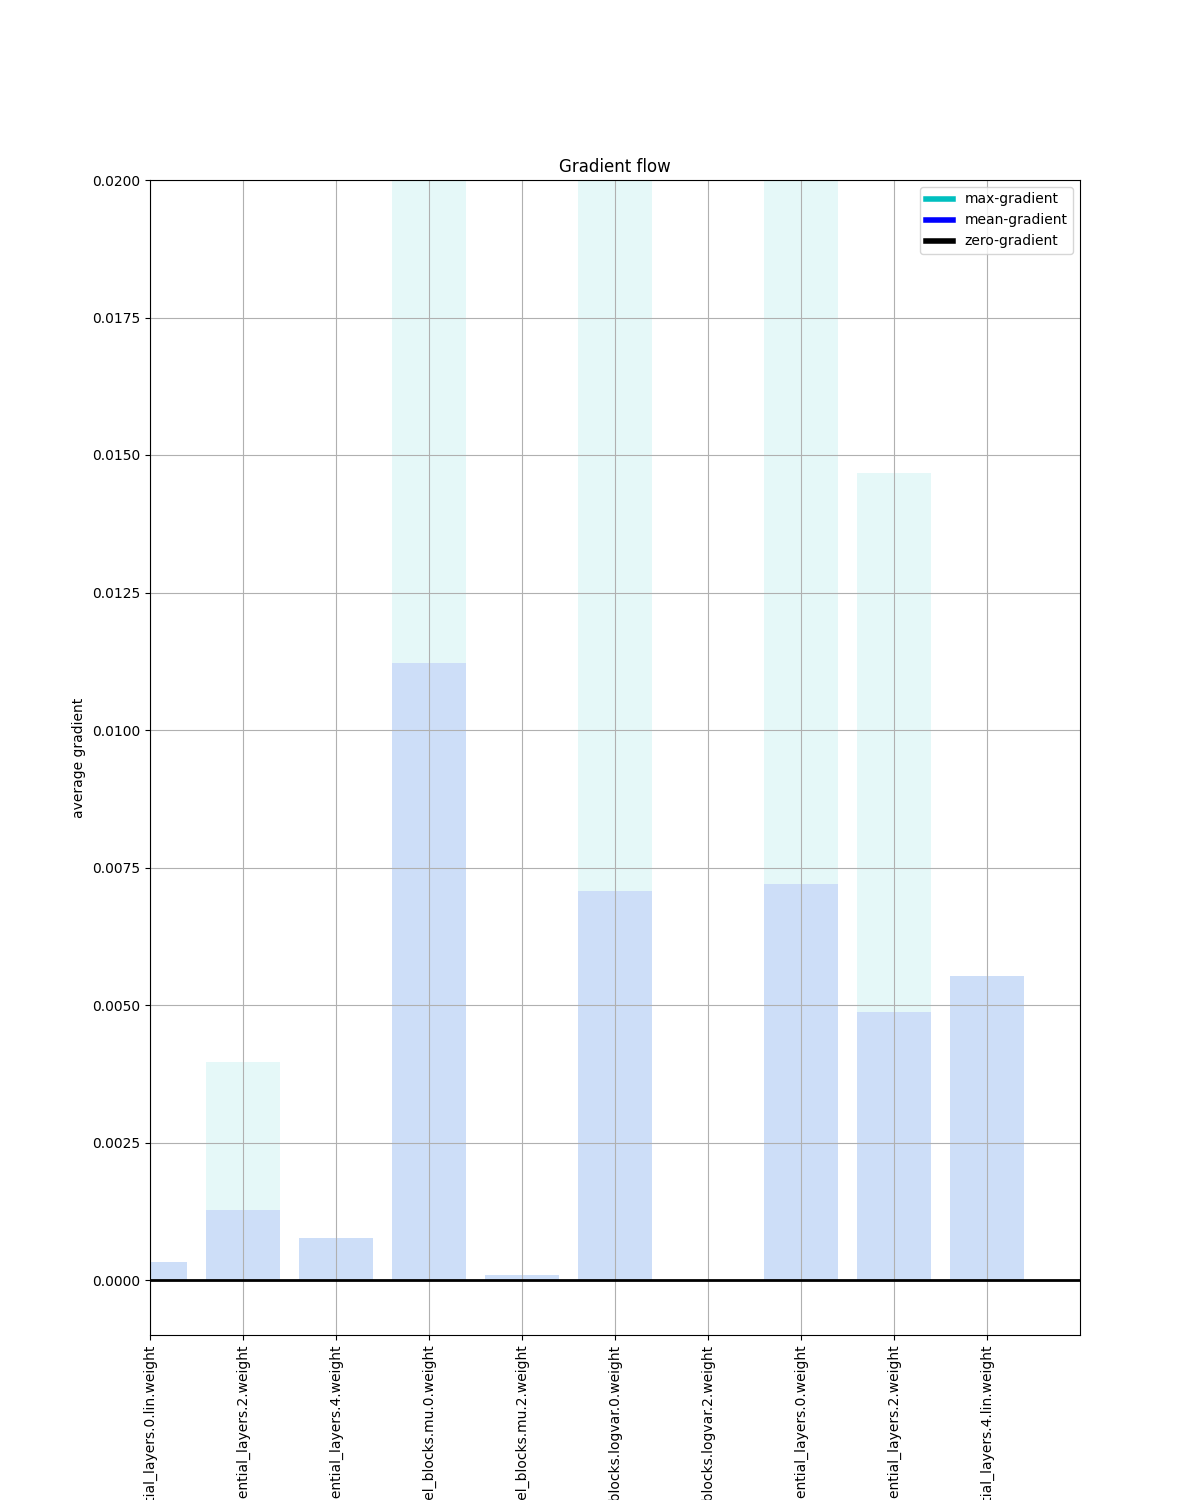 Gradient flow
max-gradient
mean-gradient
zero-gradient
0.0200
0.0175
0.0150
0.0125
0.0100
0.0075
0.0050
0.0025
0.0000
average gradient
tial_layers.0.lin.weight
ential_layers.2.weight
ential_layers.4.weight
el_blocks.mu.0.weight
el_blocks.mu.2.weight
blocks.logvar.0.weight
blocks.logvar.2.weight
ential_layers.0.weight
ential_layers.2.weight
tial_layers.4.lin.weight